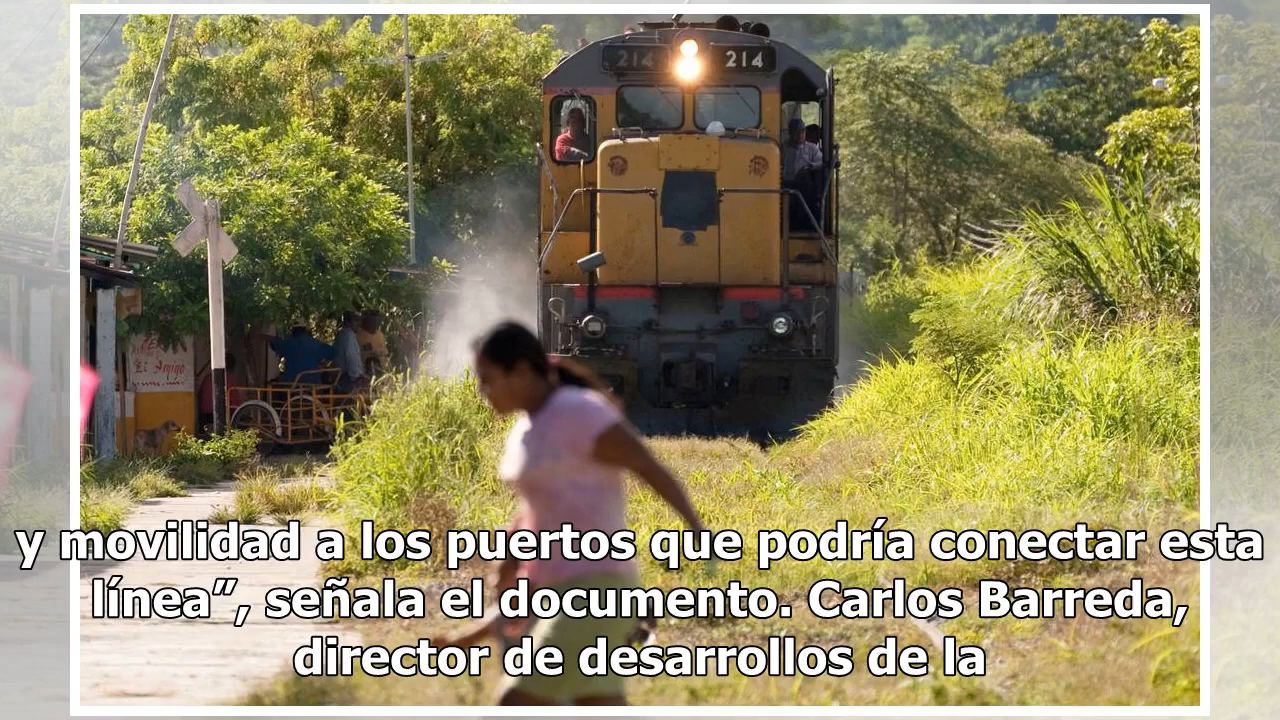 214 214
El Amigo
y movilidad a los puertos que podría conectar esta
línea”, señala el documento. Carlos Barreda,
director de desarrollos de la